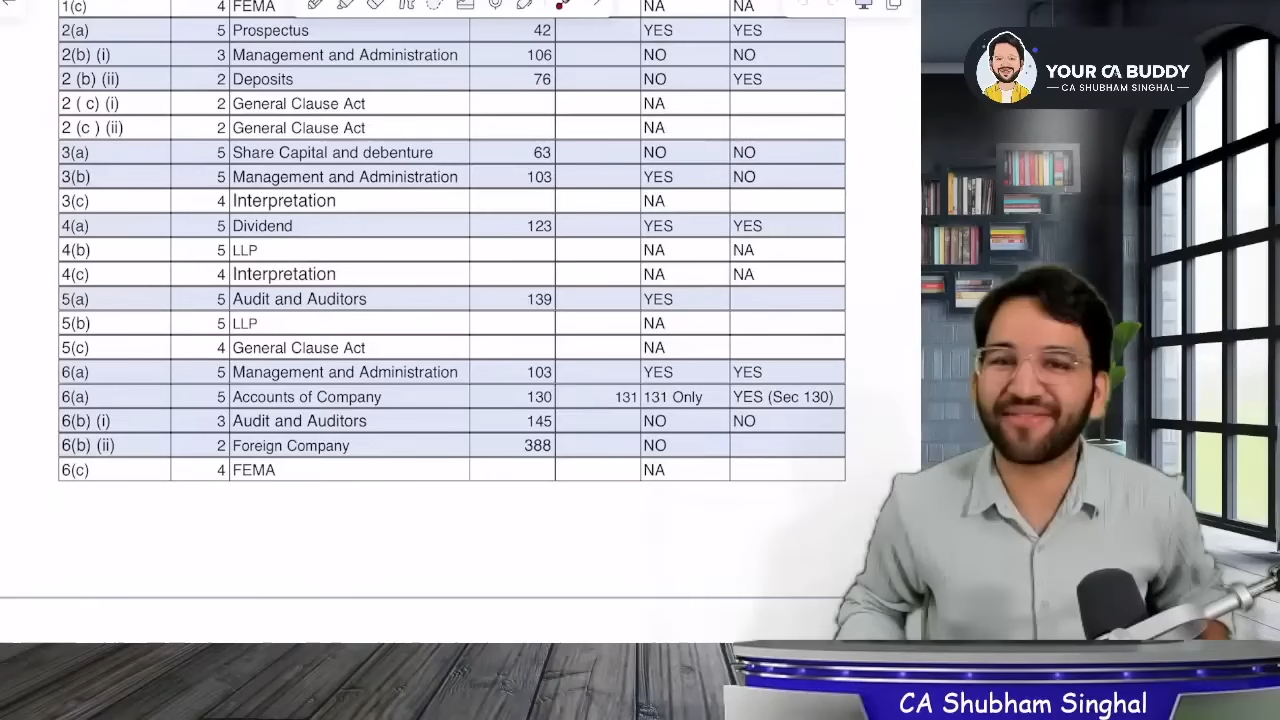 1(c) 4 FEMA NA NA
2(a) 5 Prospectus 42 YES YES
2(b) (i) 3 Management and Administration 106 NO NO
2 (b) (ii) 2 Deposits 76 NO YES
2 ( c) (i) 2 General Clause Act NA
2 (c ) (ii) 2 General Clause Act NA
3(a) 5 Share Capital and debenture 63 NO NO
3(b) 5 Management and Administration 103 YES NO
3(c) 4 Interpretation NA
4(a) 5 Dividend 123 YES YES
4(b) 5 LLP NA NA
4(c) 4 Interpretation NA NA
5(a) 5 Audit and Auditors 139 YES
5(b) 5 LLP NA
5(c) 4 General Clause Act NA
6(a) 5 Management and Administration 103 YES YES
6(a) 5 Accounts of Company 130 131 131 Only YES (Sec 130)
6(b) (i) 3 Audit and Auditors 145 NO NO
6(b) (ii) 2 Foreign Company 388 NO
6(c) 4 FEMA NA
YOUR CA BUDDY
CA SHUBHAM SINGHAL
CA Shubham Singhal